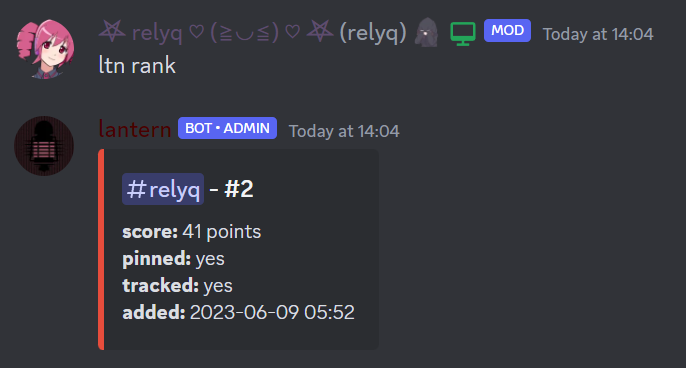 ⛧ relyq ♡ (≧◡≦) ♡ ⛧ (relyq) MOD Today at 14:04
ltn rank
lantern BOT • ADMIN Today at 14:04
#relyq - #2
score: 41 points
pinned: yes
tracked: yes
added: 2023-06-09 05:52